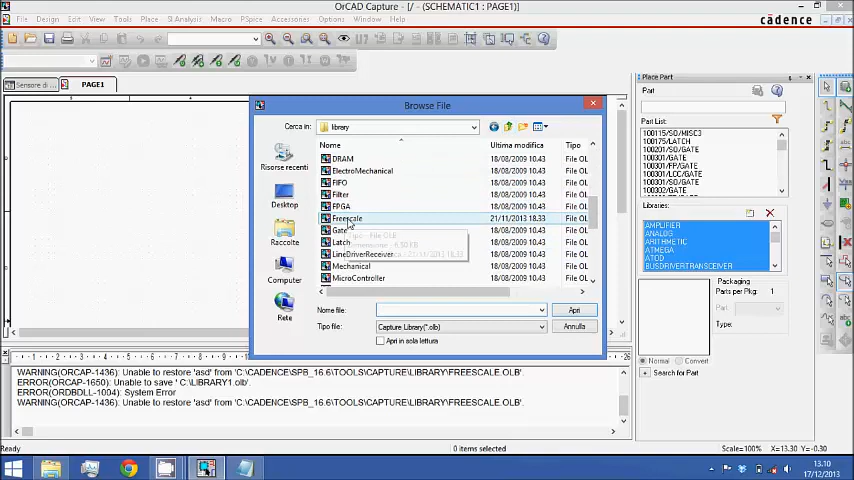 OrCAD Capture - [/ - (SCHEMATIC1 : PAGE1)]
File Edit View Tools Place SI Analysis Macro PSpice Accessories Options Window Help
cādence
Sensore di ...
PAGE1
Place Part
Part
Part List:
100115/SO/MISC3
100175/LATCH
100301/SO/GATE
100301/FP/GATE
100301/LCC/GATE
100316/SO/GATE
100317/SO/GATE
Libraries:
AMPLIFIER
ANALOG
ARITHMETIC
ATMEGA
ATOD
BUSDRIVERTRANSCEIVER
Packaging
Parts per Pkg: 1
Part:
Type:
Normal Convert
Search for Part
Browse File
Cerca in: library
Nome Ultima modifica Tipo
DRAM 18/08/2009 10.43 File OL
ElectroMechanical 18/08/2009 10.43 File OL
FIFO 18/08/2009 10.43 File OL
Filter 18/08/2009 10.43 File OL
FPGA 18/08/2009 10.43 File OL
Freescale 21/11/2013 18.33 File OL
Gate 18/08/2009 10.43 File OL
Latch 18/08/2009 10.43 File OL
LineDriverReceiver 18/08/2009 10.43 File OL
Mechanical 18/08/2009 10.43 File OL
MicroController 18/08/2009 10.43 File OL
Risorse recenti
Desktop
Raccolte
Computer
Rete
Nome file: Apri
Tipo file: Capture Library(*.olb) Annulla
Apri in sola lettura
WARNING(ORCAP-1436): Unable to restore 'asd' from 'C:\CADENCE\SPB_16.6\TOOLS\CAPTURE\LIBRARY\FREESCALE.OLB'.
ERROR(ORCAP-1650): Unable to save ' C:\LIBRARY1.olb'.
ERROR(ORDBDLL-1004): System Error
WARNING(ORCAP-1436): Unable to restore 'asd' from 'C:\CADENCE\SPB_16.6\TOOLS\CAPTURE\LIBRARY\FREESCALE.OLB'.
Ready 0 items selected Scale=100% X=13.30 Y=-0.30
13.10
17/12/2013